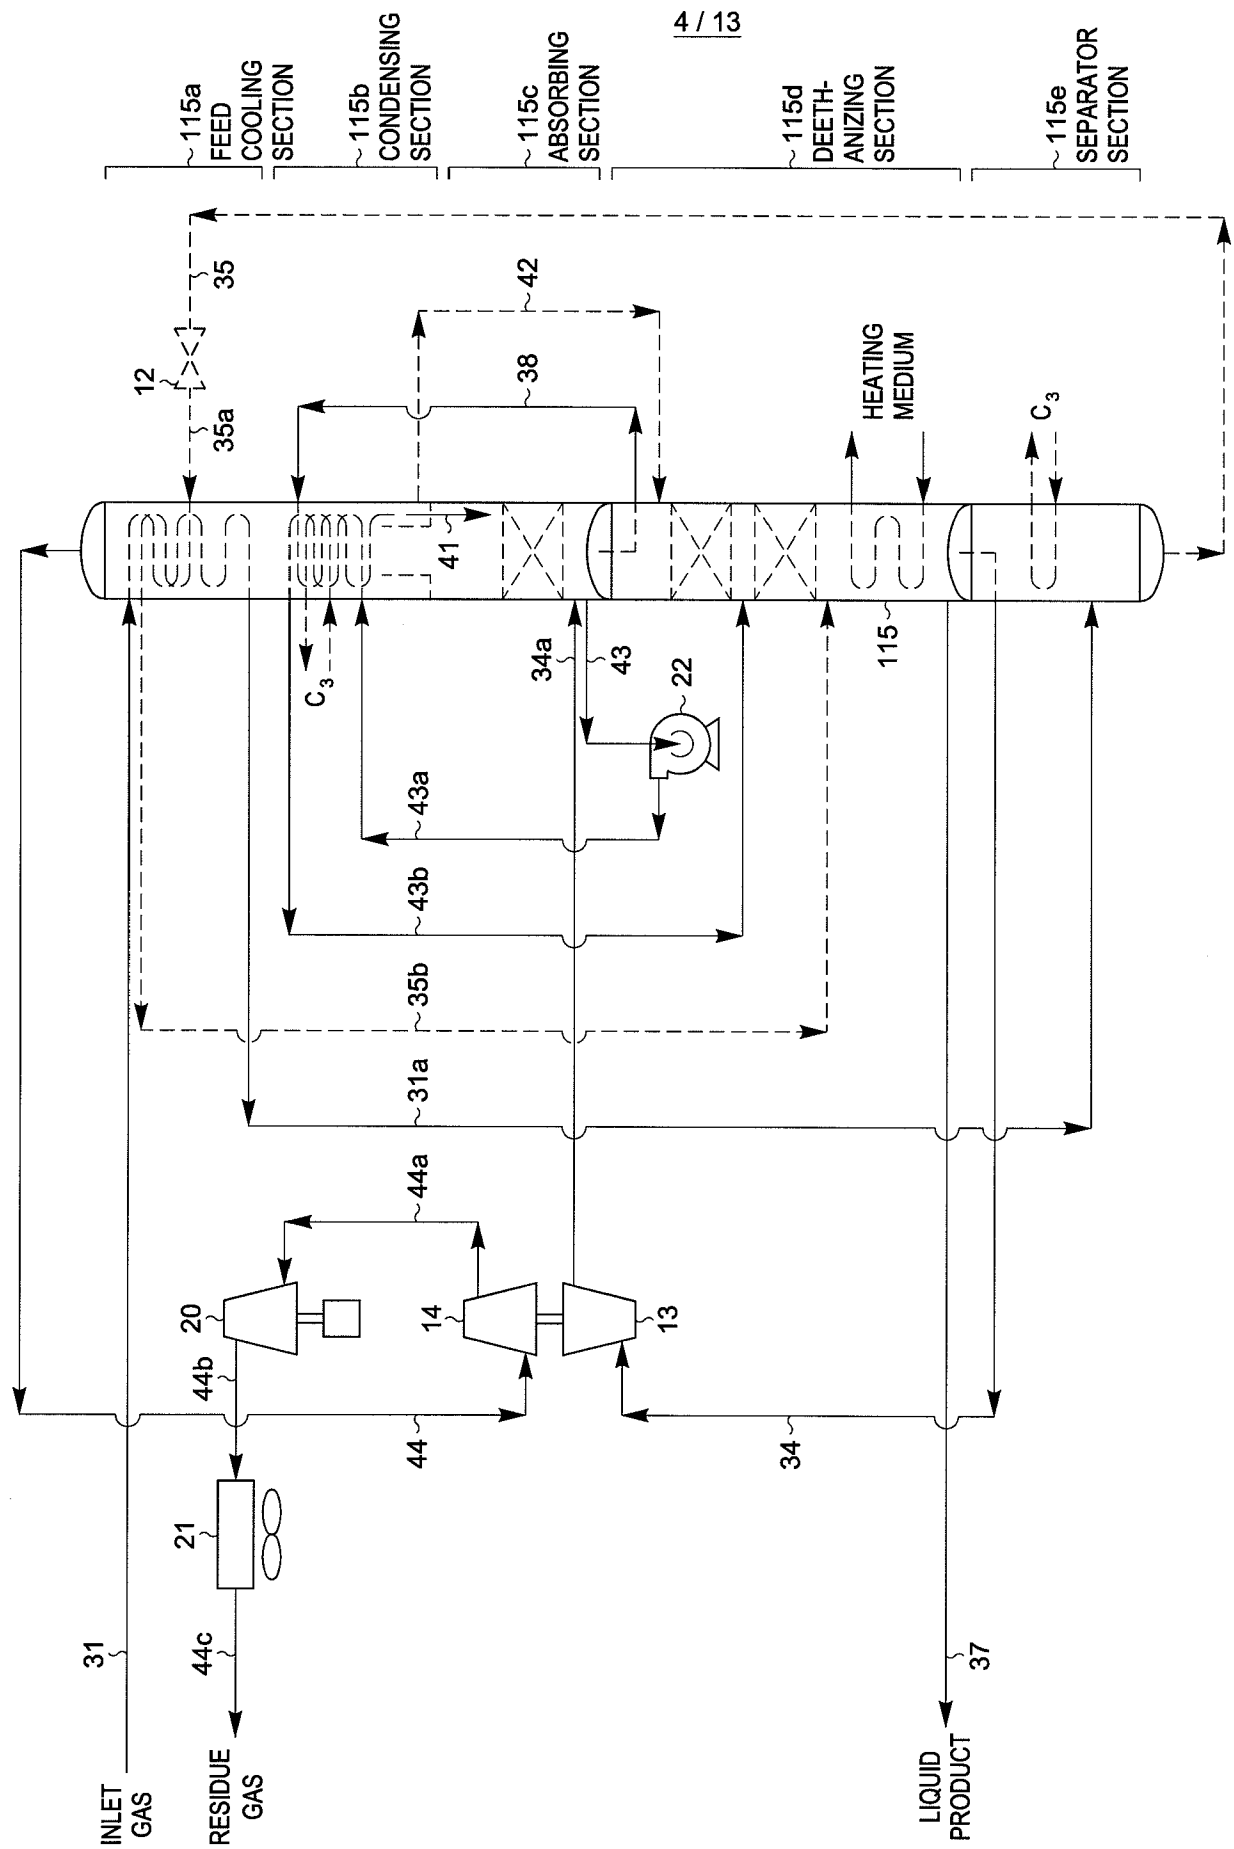 4 / 13
115a
FEED
COOLING
SECTION
115b
CONDENSING
SECTION
115c
ABSORBING
SECTION
115d
DEETH-
ANIZING
SECTION
115e
SEPARATOR
SECTION
35
12
35a
42
38
HEATING
MEDIUM
C3
41
C3
34a
43
22
115
43a
43b
35b
31a
44a
20
14
13
44b
44
34
21
31
44c
37
INLET
GAS
RESIDUE
GAS
LIQUID
PRODUCT